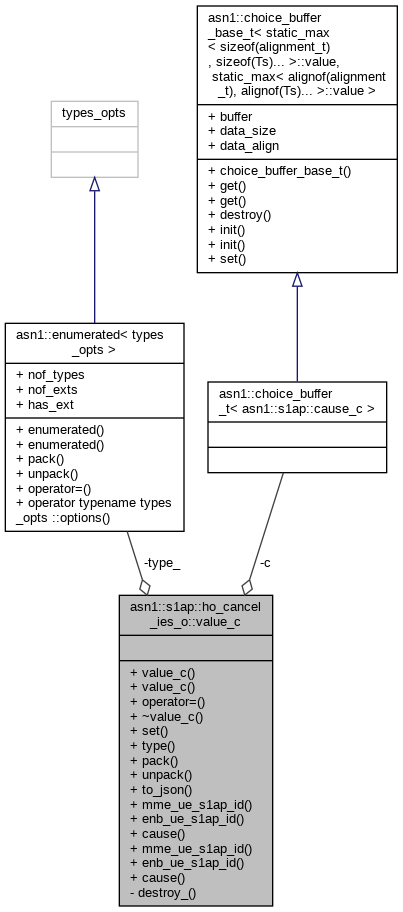 asn1::choice_buffer
_base_t< static_max
< sizeof(alignment_t)
, sizeof(Ts)... >::value,
static_max< alignof(alignment
_t), alignof(Ts)... >::value >
+ buffer
+ data_size
+ data_align
+ choice_buffer_base_t()
+ get()
+ get()
+ destroy()
+ init()
+ init()
+ set()
types_opts
asn1::enumerated< types
_opts >
+ nof_types
+ nof_exts
+ has_ext
+ enumerated()
+ enumerated()
+ pack()
+ unpack()
+ operator=()
+ operator typename types
_opts ::options()
asn1::choice_buffer
_t< asn1::s1ap::cause_c >
-type_
-c
asn1::s1ap::ho_cancel
_ies_o::value_c
+ value_c()
+ value_c()
+ operator=()
+ ~value_c()
+ set()
+ type()
+ pack()
+ unpack()
+ to_json()
+ mme_ue_s1ap_id()
+ enb_ue_s1ap_id()
+ cause()
+ mme_ue_s1ap_id()
+ enb_ue_s1ap_id()
+ cause()
- destroy_()